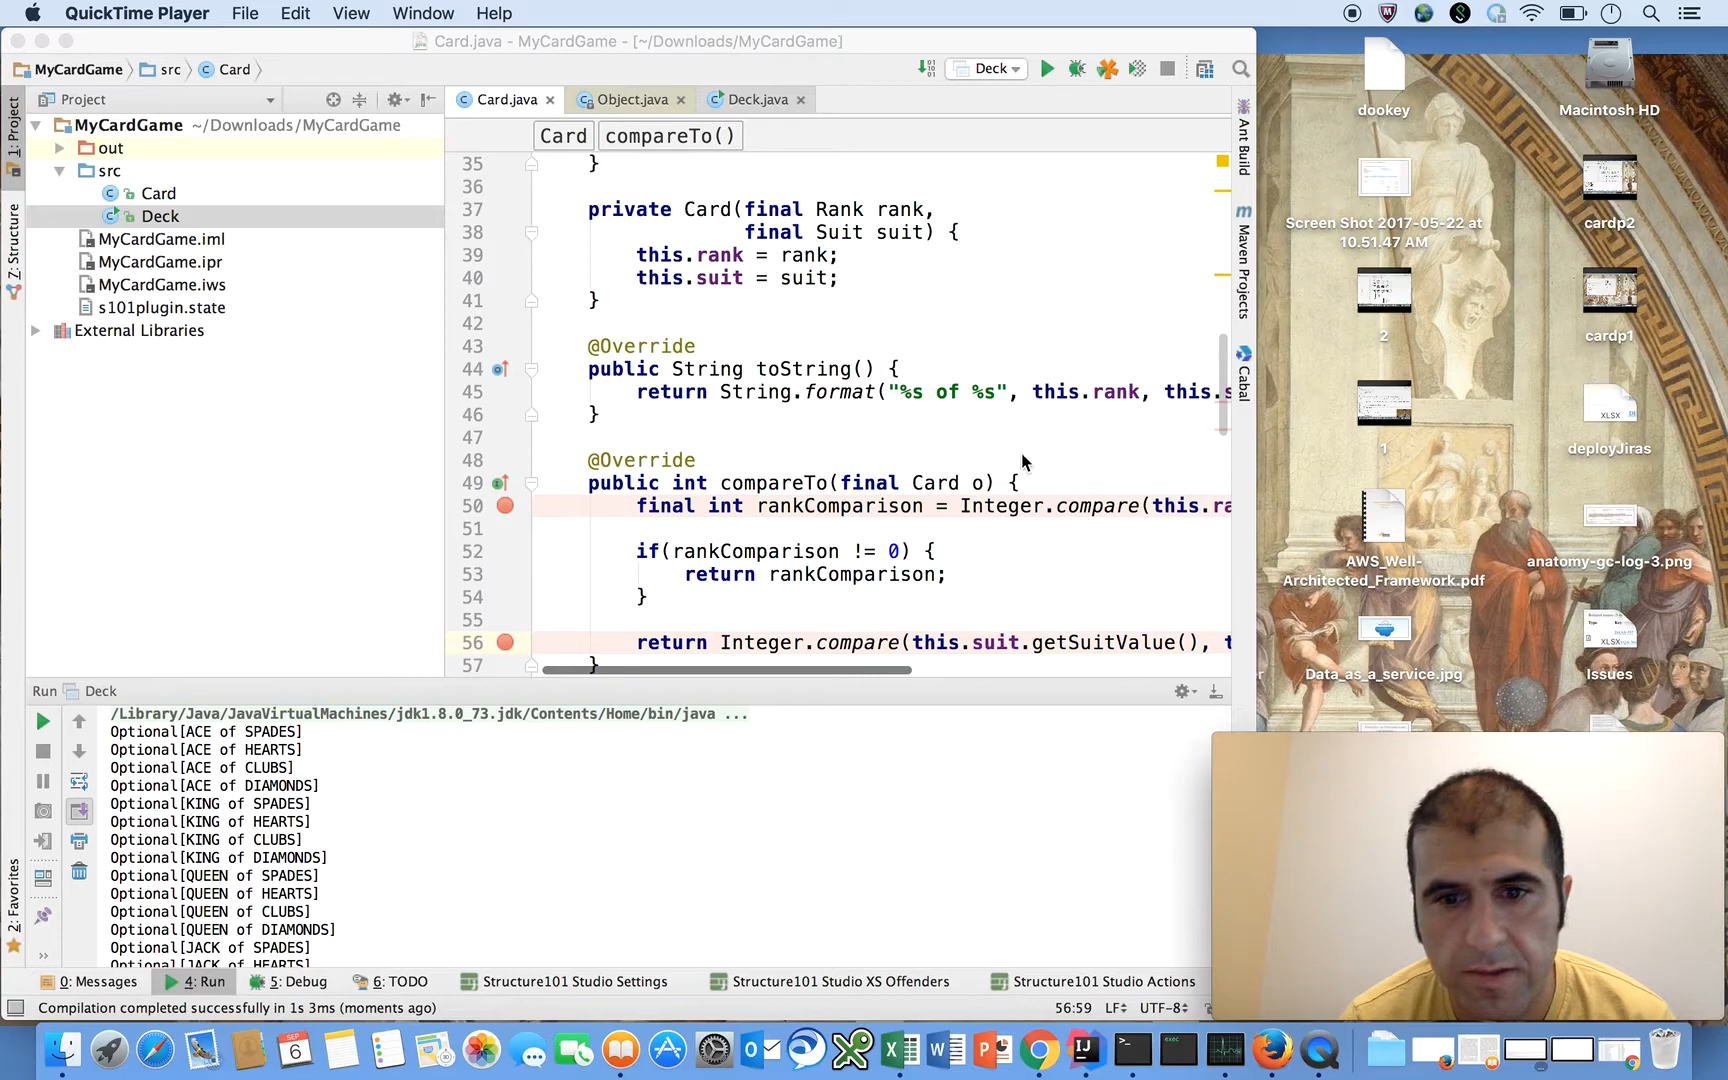 QuickTime Player File Edit View Window Help
Card.java - MyCardGame - [~/Downloads/MyCardGame]
MyCardGame src Card
Deck
Project
Card.java Object.java Deck.java
1: Project
7: Structure
2: Favorites
MyCardGame ~/Downloads/MyCardGame
out
src
Card
Deck
MyCardGame.iml
MyCardGame.ipr
MyCardGame.iws
s101plugin.state
External Libraries
Card compareTo()
35 }
36
37 private Card(final Rank rank,
38 final Suit suit) {
39 this.rank = rank;
40 this.suit = suit;
41 }
42
43 @Override
44 public String toString() {
45 return String.format("%s of %s", this.rank, this.s
46 }
47
48 @Override
49 public int compareTo(final Card o) {
50 final int rankComparison = Integer.compare(this.ra
51
52 if(rankComparison != 0) {
53 return rankComparison;
54 }
55
56 return Integer.compare(this.suit.getSuitValue(), t
57 }
Ant Build
Maven Projects
Cabal
Run Deck
/Library/Java/JavaVirtualMachines/jdk1.8.0_73.jdk/Contents/Home/bin/java ...
Optional[ACE of SPADES]
Optional[ACE of HEARTS]
Optional[ACE of CLUBS]
Optional[ACE of DIAMONDS]
Optional[KING of SPADES]
Optional[KING of HEARTS]
Optional[KING of CLUBS]
Optional[KING of DIAMONDS]
Optional[QUEEN of SPADES]
Optional[QUEEN of HEARTS]
Optional[QUEEN of CLUBS]
Optional[QUEEN of DIAMONDS]
Optional[JACK of SPADES]
Optional[JACK of HEARTS]
0: Messages 4: Run 5: Debug 6: TODO Structure101 Studio Settings Structure101 Studio XS Offenders Structure101 Studio Actions
Compilation completed successfully in 1s 3ms (moments ago)
56:59 LF UTF-8
dookey
Macintosh HD
Screen Shot 2017-05-22 at
10.51.47 AM
cardp2
2
cardp1
1
XLSX
deployJiras
AWS_Well-
Architected_Framework.pdf
anatomy-gc-log-3.png
Data_as_a_service.jpg
XLSX
Issues
SEP
6